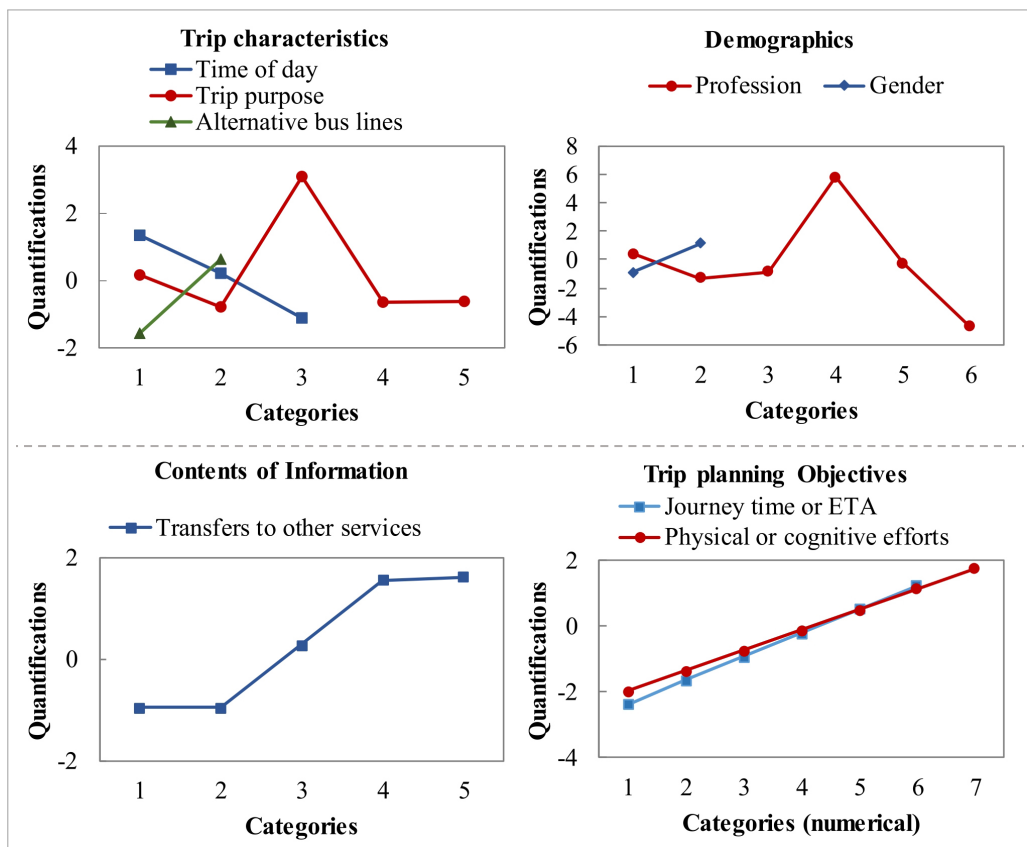 Trip characteristics
Time of day
Trip purpose
Alternative bus lines
4
2
0
-2
Quantifications
1 2 3 4 5
Categories
Demographics
Profession Gender
8
6
4
2
0
-2
-4
-6
Quantifications
1 2 3 4 5 6
Categories
Contents of Information
Transfers to other services
2
0
-2
Quantifications
1 2 3 4 5
Categories
Trip planning Objectives
Journey time or ETA
Physical or cognitive efforts
2
0
-2
-4
Quantifications
1 2 3 4 5 6 7
Categories (numerical)